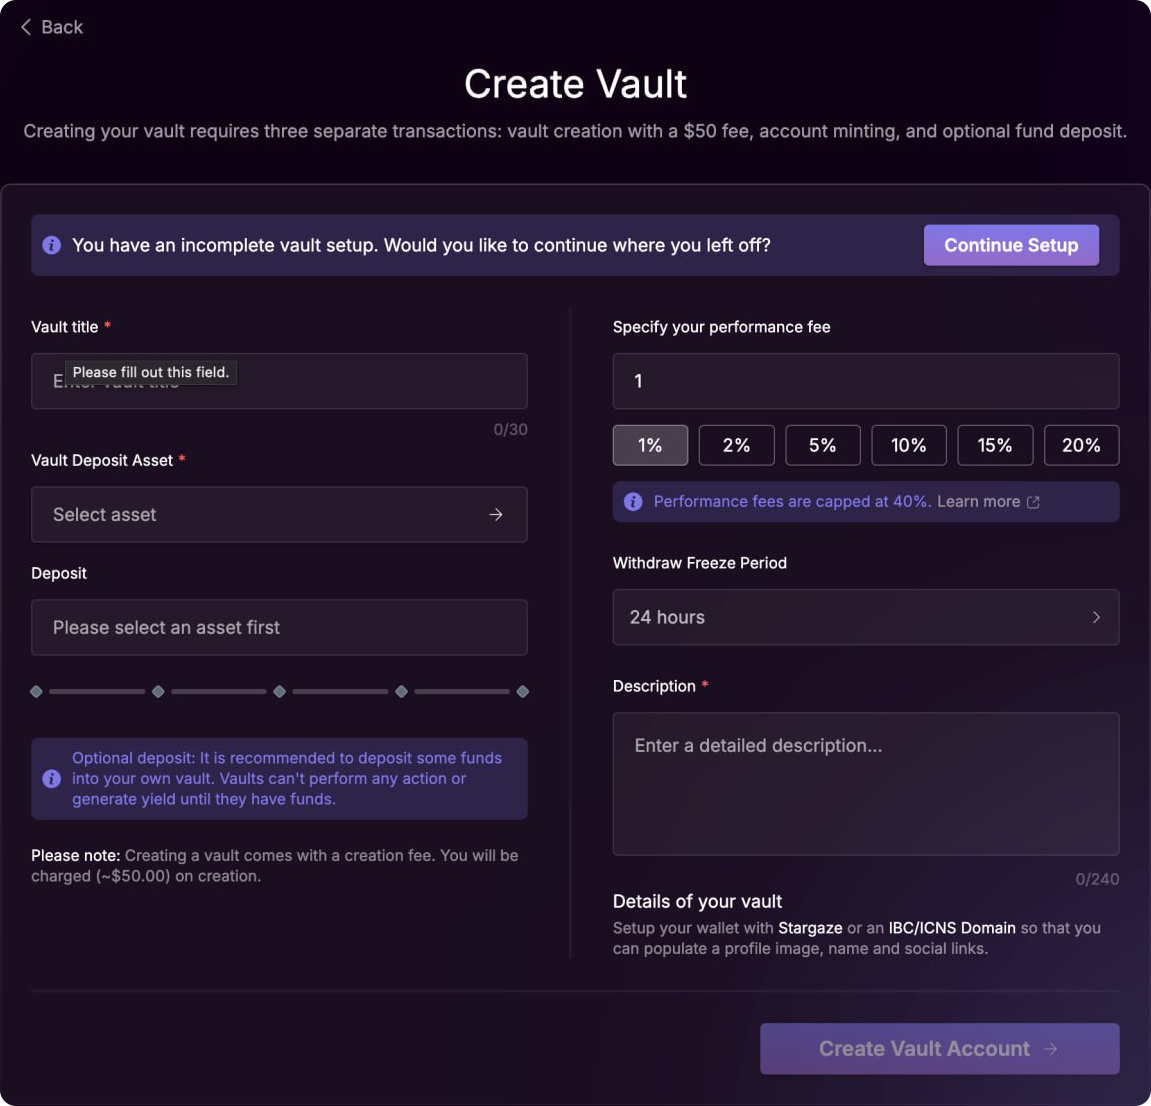 Back
Create Vault
Creating your vault requires three separate transactions: vault creation with a $50 fee, account minting, and optional fund deposit.
You have an incomplete vault setup. Would you like to continue where you left off?
Continue Setup
Vault title *
Please fill out this field.
0/30
Vault Deposit Asset *
Select asset
Deposit
Please select an asset first
Optional deposit: It is recommended to deposit some funds
into your own vault. Vaults can't perform any action or
generate yield until they have funds.
Please note: Creating a vault comes with a creation fee. You will be
charged (~$50.00) on creation.
Specify your performance fee
1
1% 2% 5% 10% 15% 20%
Performance fees are capped at 40%. Learn more
Withdraw Freeze Period
24 hours
Description *
Enter a detailed description...
0/240
Details of your vault
Setup your wallet with Stargaze or an IBC/ICNS Domain so that you
can populate a profile image, name and social links.
Create Vault Account